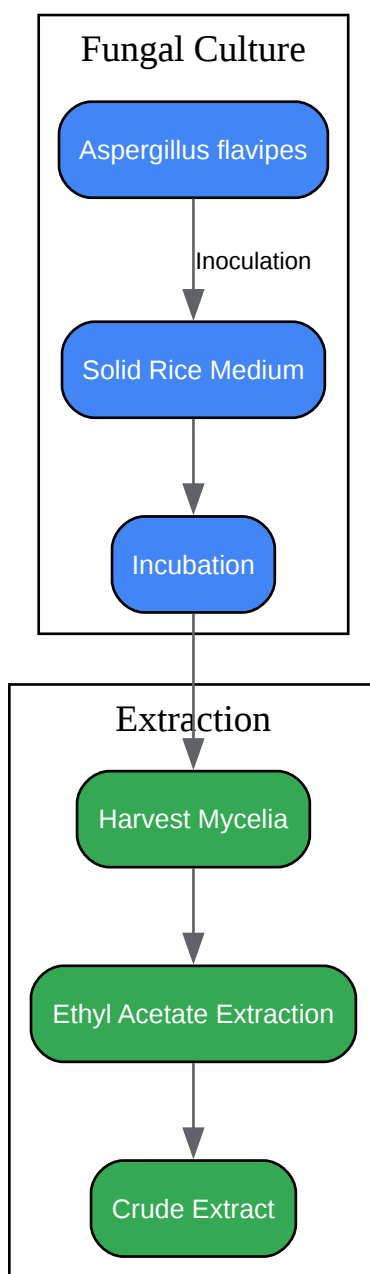 Fungal Culture
Aspergillus flavipes
Inoculation
Solid Rice Medium
Incubation
Extraction
Harvest Mycelia
Ethyl Acetate Extraction
Crude Extract